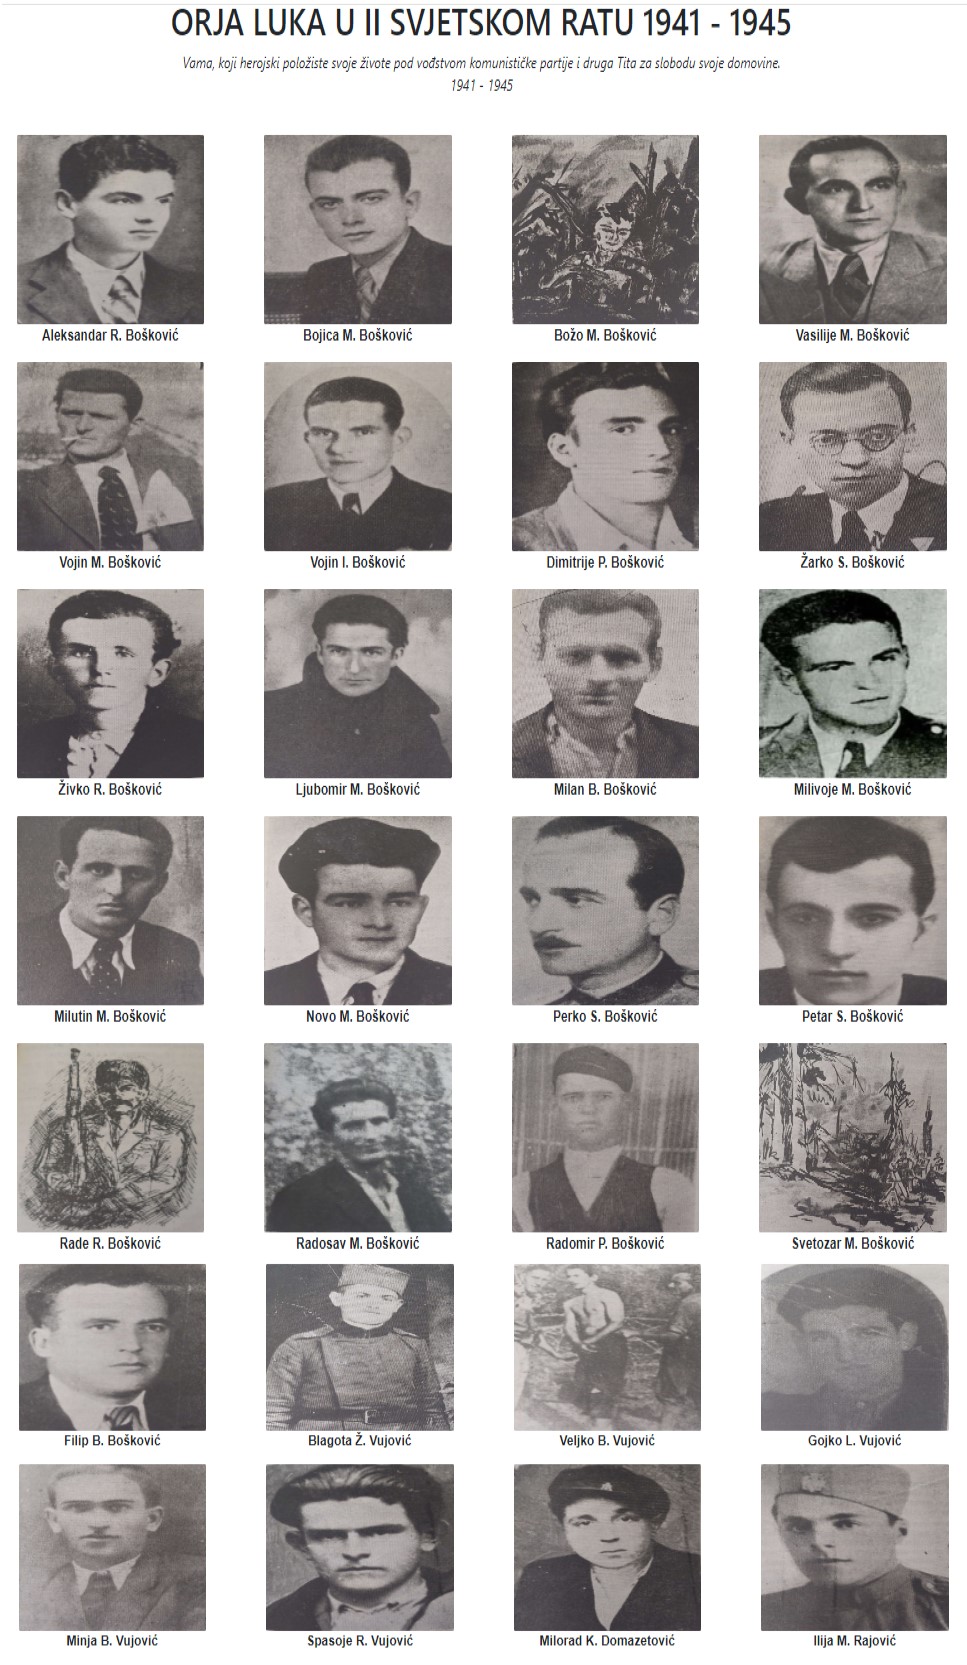 ORJA LUKA U II SVJETSKOM RATU 1941 - 1945
Vama, koji herojski položiste svoje živote pod vođstvom komunističke partije i druga Tita za slobodu svoje domovine.
1941 - 1945
Aleksandar R. Bošković
Bojica M. Bošković
Božo M. Bošković
Vasilije M. Bošković
Vojin M. Bošković
Vojin I. Bošković
Dimitrije P. Bošković
Žarko S. Bošković
Živko R. Bošković
Ljubomir M. Bošković
Milan B. Bošković
Milivoje M. Bošković
Milutin M. Bošković
Novo M. Bošković
Perko S. Bošković
Petar S. Bošković
Rade R. Bošković
Radosav M. Bošković
Radomir P. Bošković
Svetozar M. Bošković
Filip B. Bošković
Blagota Ž. Vujović
Veljko B. Vujović
Gojko L. Vujović
Minja B. Vujović
Spasoje R. Vujović
Milorad K. Domazetović
Ilija M. Rajović